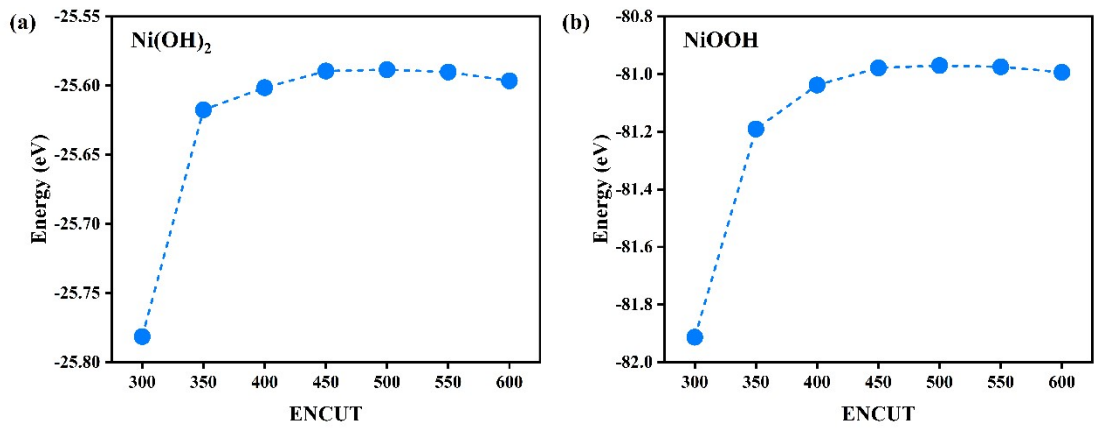 (a)
Ni(OH)₂
Energy (eV)
-25.55
-25.60
-25.65
-25.70
-25.75
-25.80
300 350 400 450 500 550 600
ENCUT
(b)
NiOOH
Energy (eV)
-80.8
-81.0
-81.2
-81.4
-81.6
-81.8
-82.0
300 350 400 450 500 550 600
ENCUT